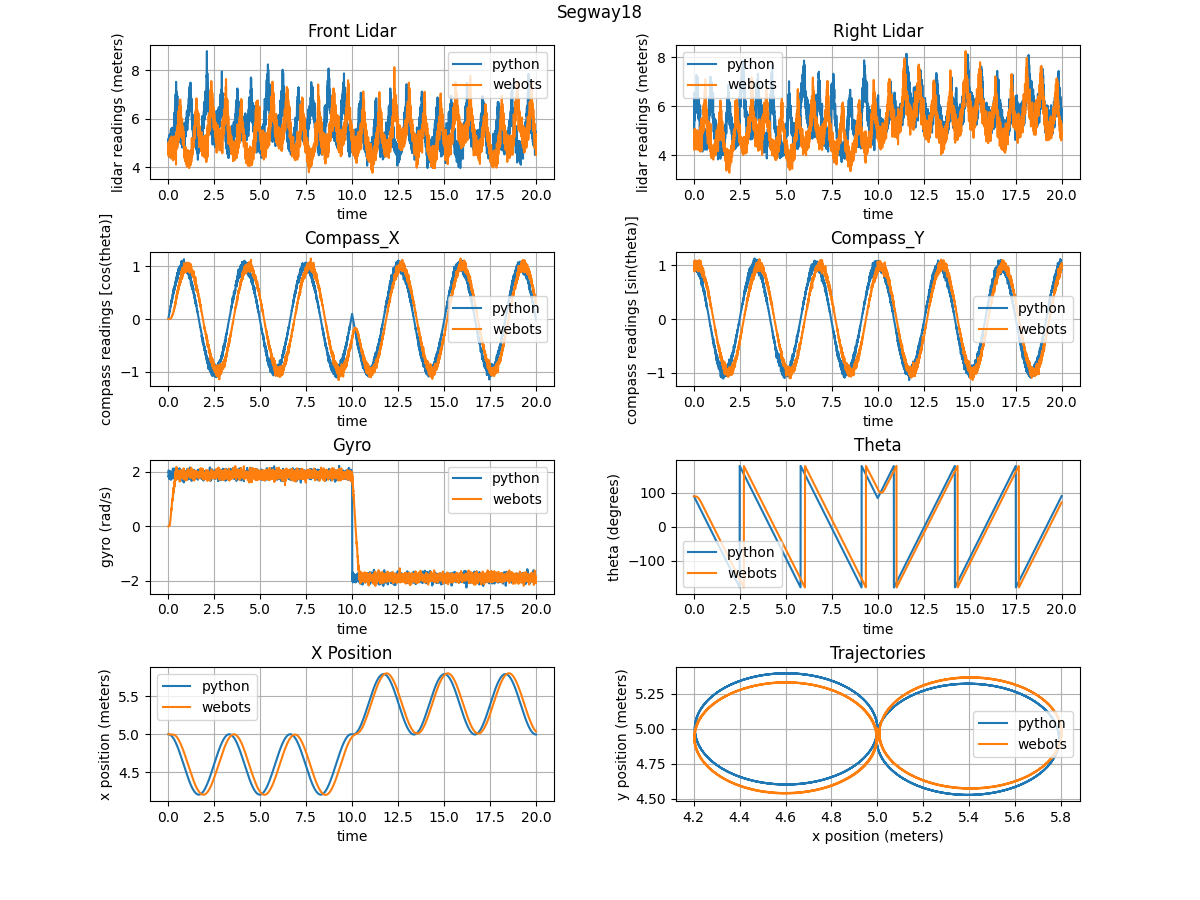 Segway18
Front Lidar
lidar readings (meters)
8
6
4
python
webots
0.0 2.5 5.0 7.5 10.0 12.5 15.0 17.5 20.0
time
Right Lidar
lidar readings (meters)
8
6
4
python
webots
0.0 2.5 5.0 7.5 10.0 12.5 15.0 17.5 20.0
time
Compass_X
compass readings [cos(theta)]
1
0
−1
python
webots
0.0 2.5 5.0 7.5 10.0 12.5 15.0 17.5 20.0
time
Compass_Y
compass readings [sin(theta)]
1
0
−1
python
webots
0.0 2.5 5.0 7.5 10.0 12.5 15.0 17.5 20.0
time
Gyro
gyro (rad/s)
2
0
−2
python
webots
0.0 2.5 5.0 7.5 10.0 12.5 15.0 17.5 20.0
time
Theta
theta (degrees)
100
0
−100
python
webots
0.0 2.5 5.0 7.5 10.0 12.5 15.0 17.5 20.0
time
X Position
x position (meters)
5.5
5.0
4.5
python
webots
0.0 2.5 5.0 7.5 10.0 12.5 15.0 17.5 20.0
time
Trajectories
y position (meters)
5.25
5.00
4.75
4.50
python
webots
4.2 4.4 4.6 4.8 5.0 5.2 5.4 5.6 5.8
x position (meters)